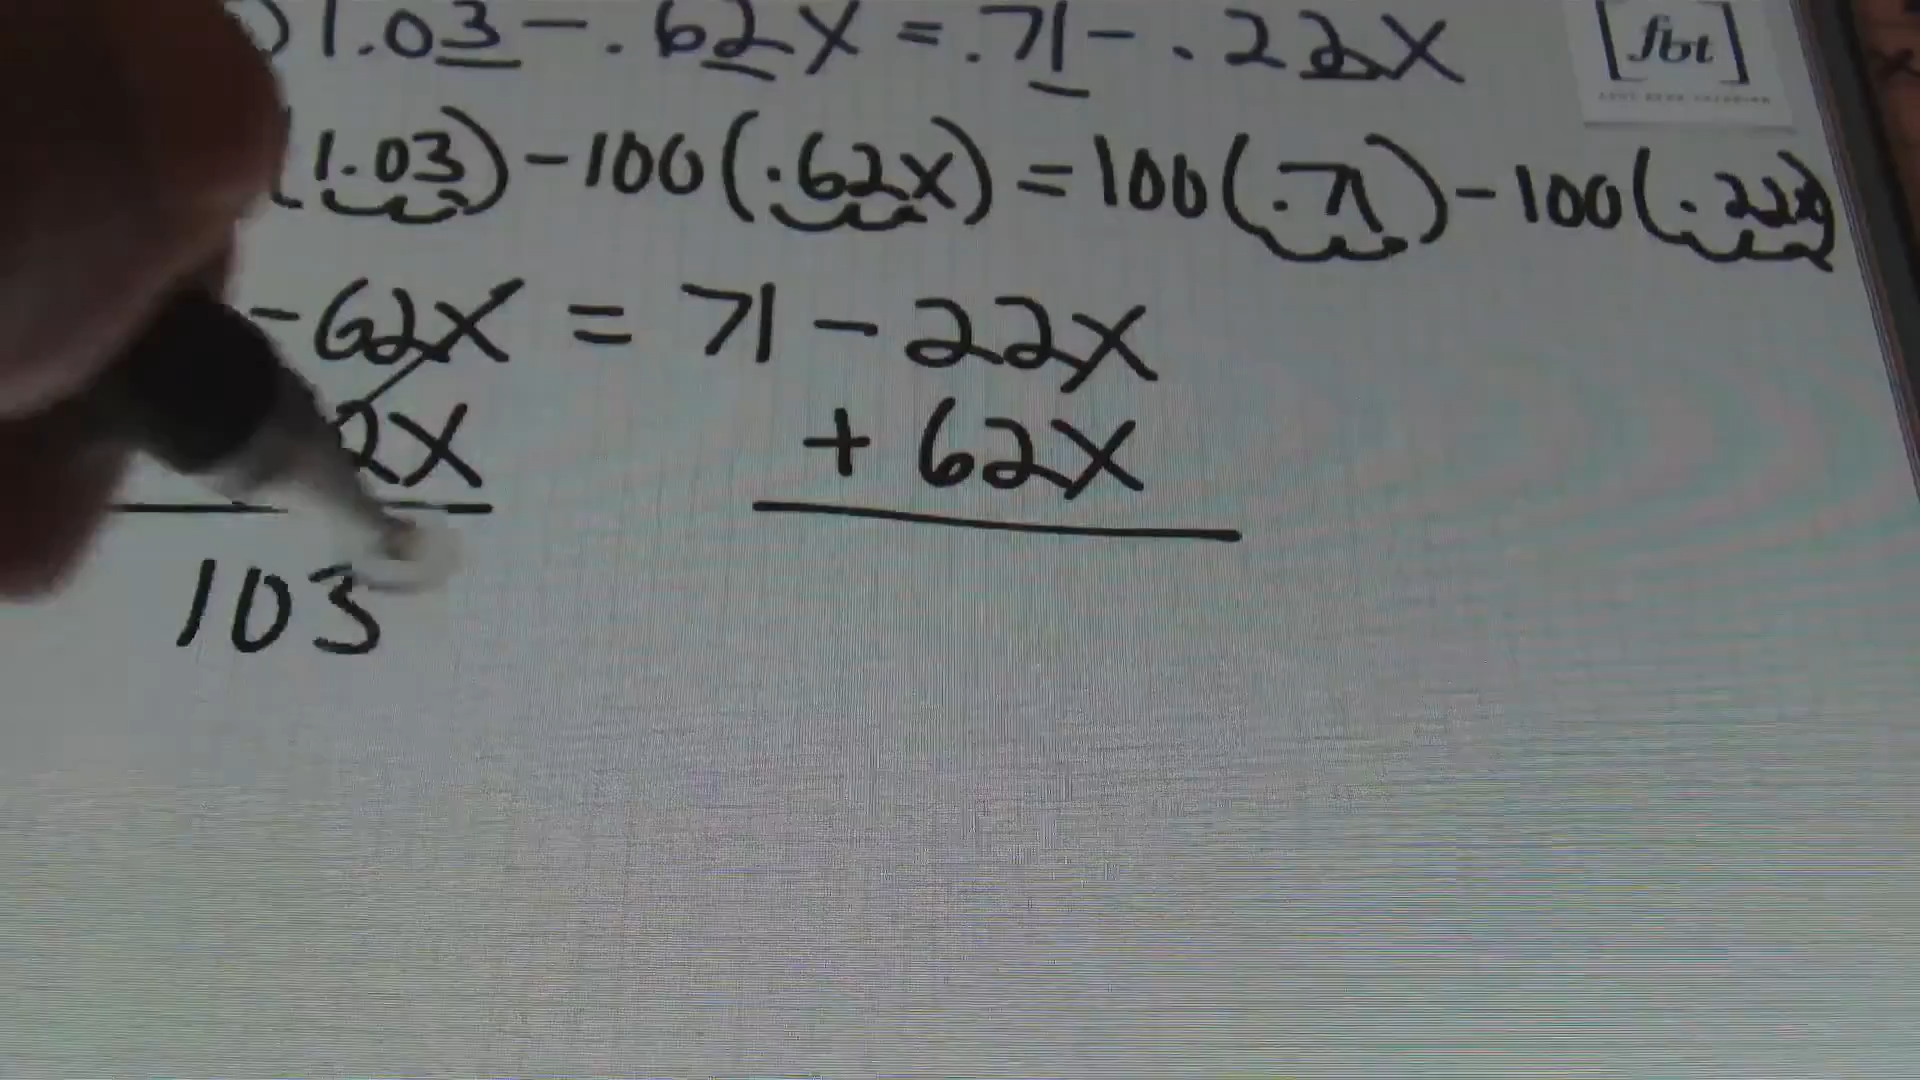 ) 1.03 - .62x = .71 - .22x
[fbt]
(1.03) - 100(.62x) = 100(.71) - 100(.22x)
- 62x = 71 - 22x
2x + 62x
103